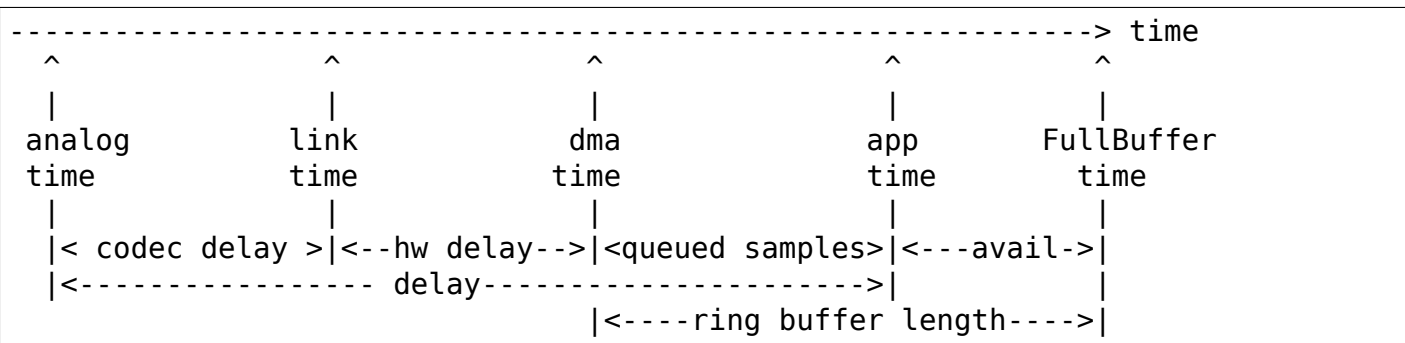 --------------------------------------------------------------> time
  ^               ^              ^                ^           ^
  |               |              |                |           |
 analog         link            dma              app       FullBuffer
 time           time           time              time        time
  |               |              |                |           |
  |< codec delay >|<--hw delay-->|<queued samples>|<---avail->|
  |<----------------- delay---------------------->|           |
                                 |<----ring buffer length---->|